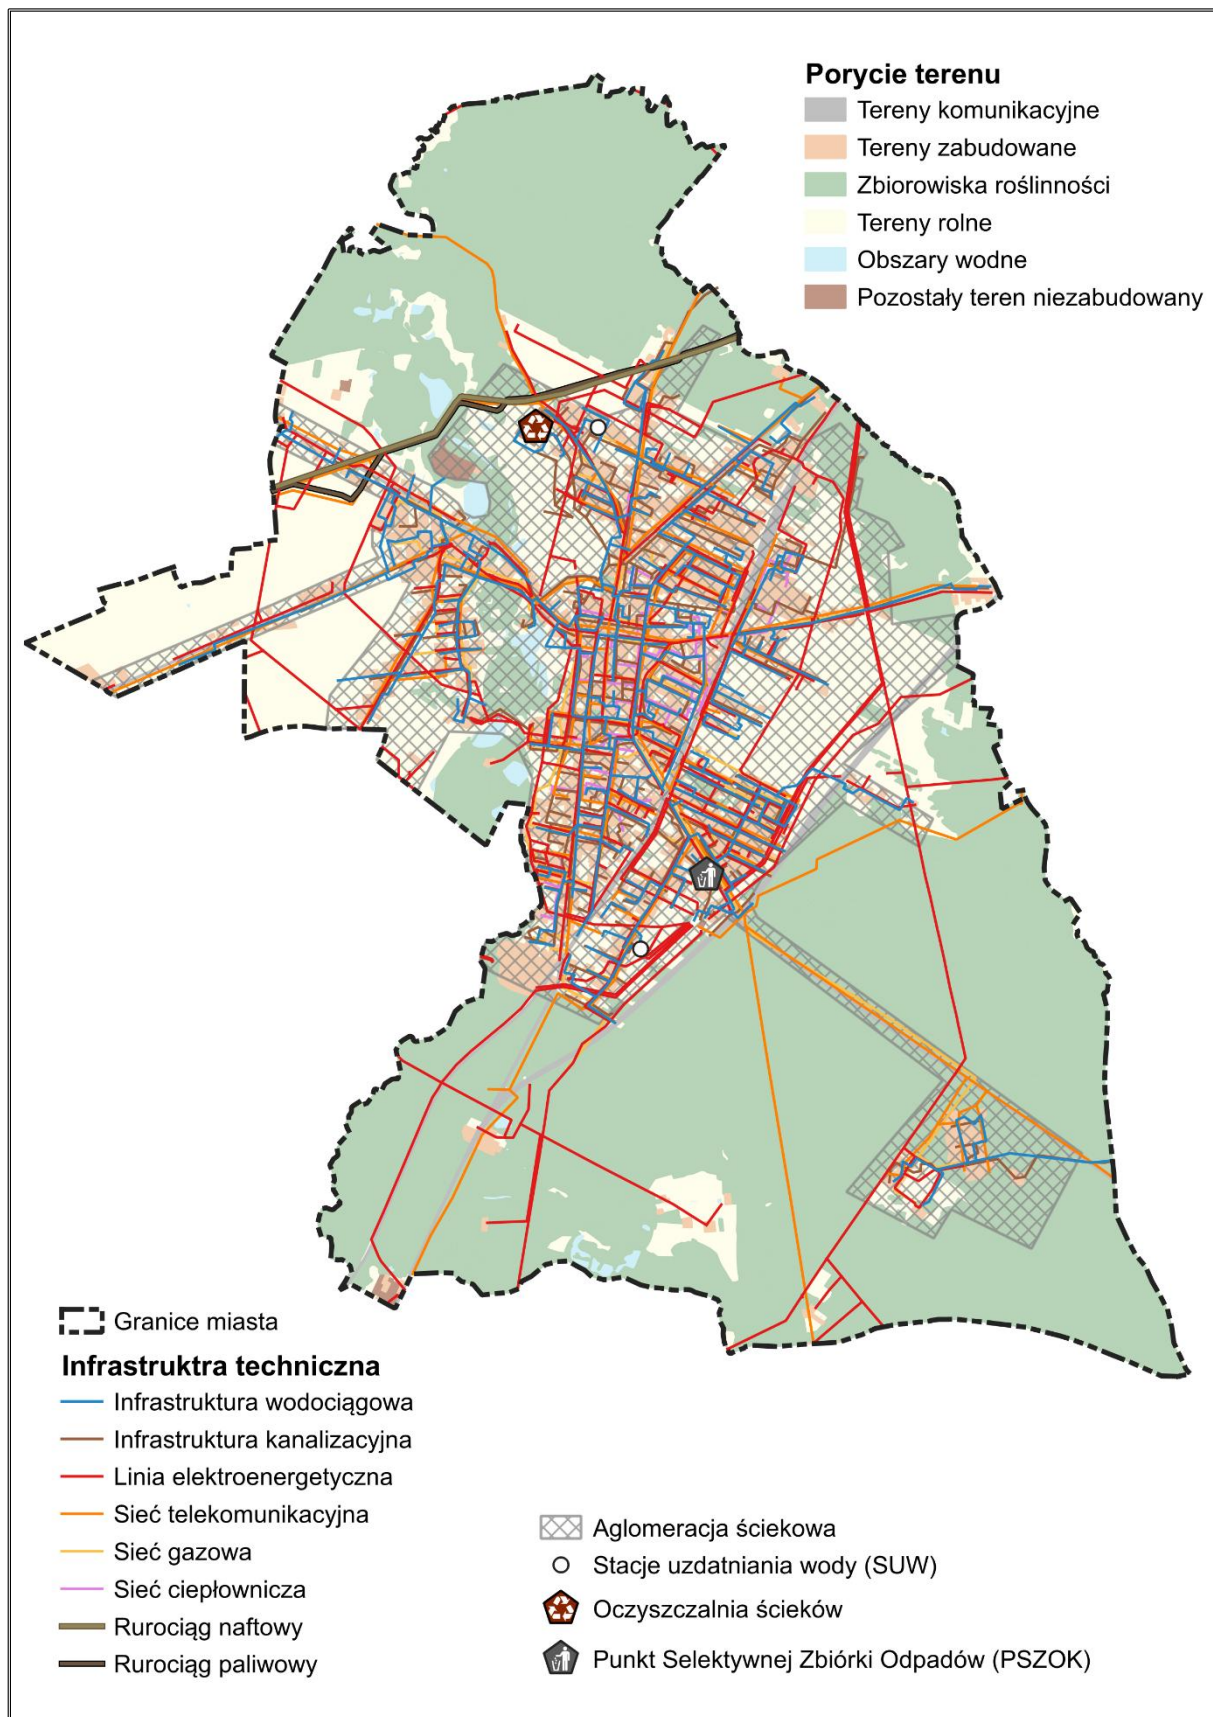 Porycie terenu
Tereny komunikacyjne
Tereny zabudowane
Zbiorowiska roślinności
Tereny rolne
Obszary wodne
Pozostały teren niezabudowany
Granice miasta
Infrastruktra techniczna
Infrastruktura wodociągowa
Infrastruktura kanalizacyjna
Linia elektroenergetyczna
Sieć telekomunikacyjna
Sieć gazowa
Sieć ciepłownicza
Rurociąg naftowy
Rurociąg paliwowy
Aglomeracja ściekowa
Stacje uzdatniania wody (SUW)
Oczyszczalnia ścieków
Punkt Selektywnej Zbiórki Odpadów (PSZOK)